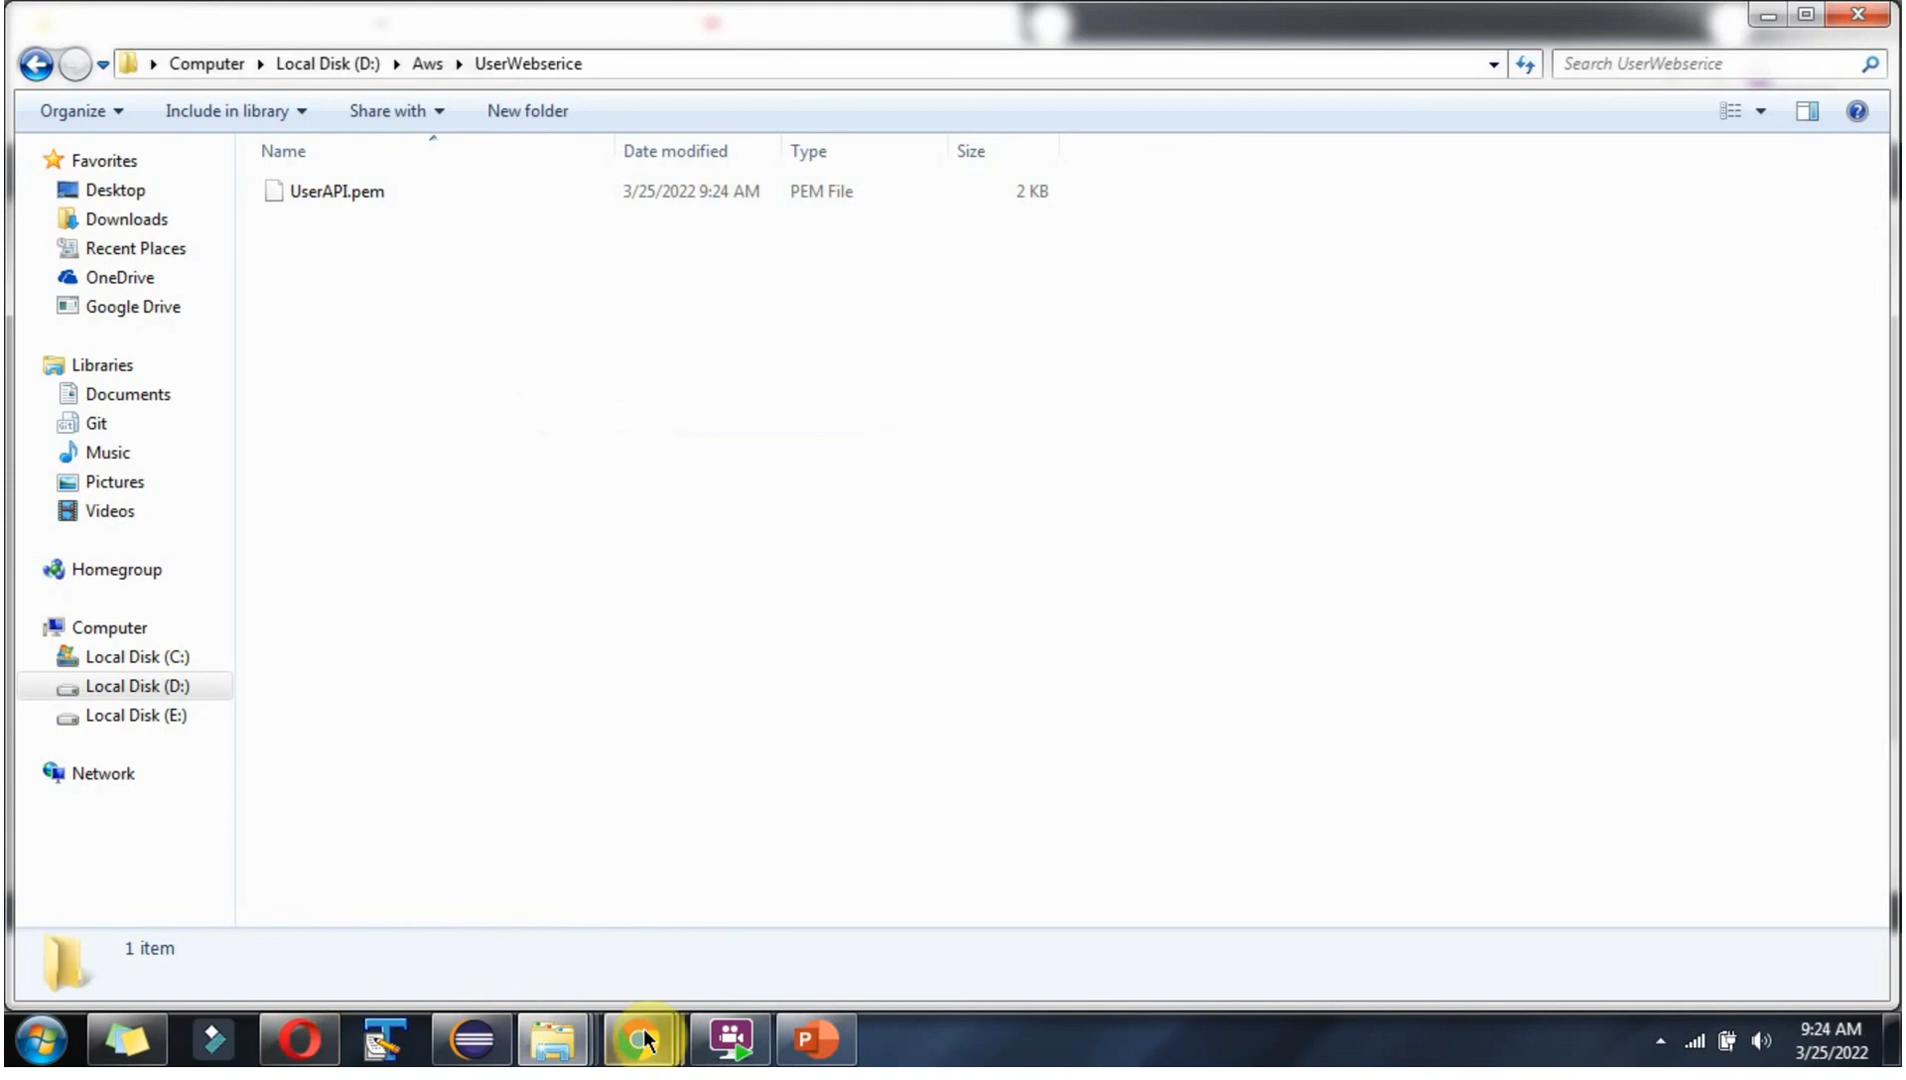 Computer Local Disk (D:) Aws UserWebserice
Search UserWebserice
Organize Include in library Share with New folder
Name Date modified Type Size
UserAPI.pem 3/25/2022 9:24 AM PEM File 2 KB
Favorites
Desktop
Downloads
Recent Places
OneDrive
Google Drive
Libraries
Documents
Git
Music
Pictures
Videos
Homegroup
Computer
Local Disk (C:)
Local Disk (D:)
Local Disk (E:)
Network
1 item
9:24 AM
3/25/2022